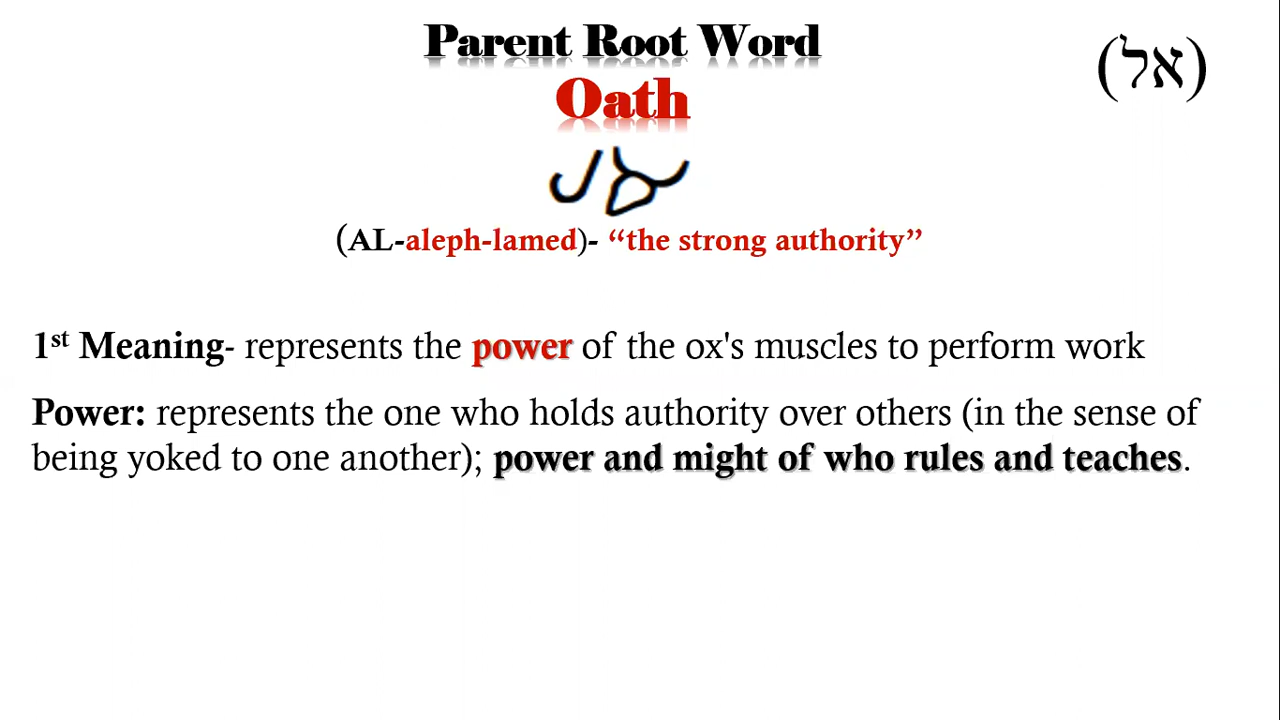 Parent Root Word
(אל)
Oath
(AL-aleph-lamed)- “the strong authority”
1st Meaning- represents the power of the ox's muscles to perform work
Power: represents the one who holds authority over others (in the sense of
being yoked to one another); power and might of who rules and teaches.